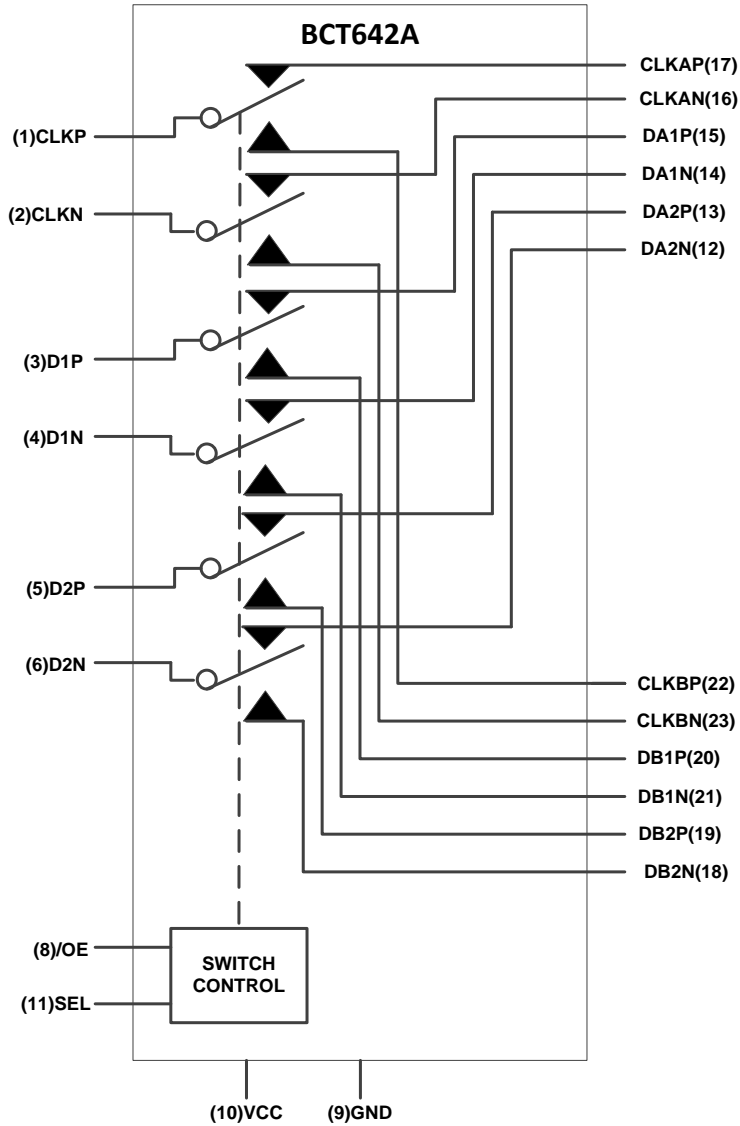 BCT642A
CLKAP(17)
CLKAN(16)
(1)CLKP
DA1P(15)
DA1N(14)
(2)CLKN
DA2P(13)
DA2N(12)
(3)D1P
(4)D1N
(5)D2P
(6)D2N
CLKBP(22)
CLKBN(23)
DB1P(20)
DB1N(21)
DB2P(19)
DB2N(18)
(8)/OE
SWITCH
CONTROL
(11)SEL
(10)VCC
(9)GND